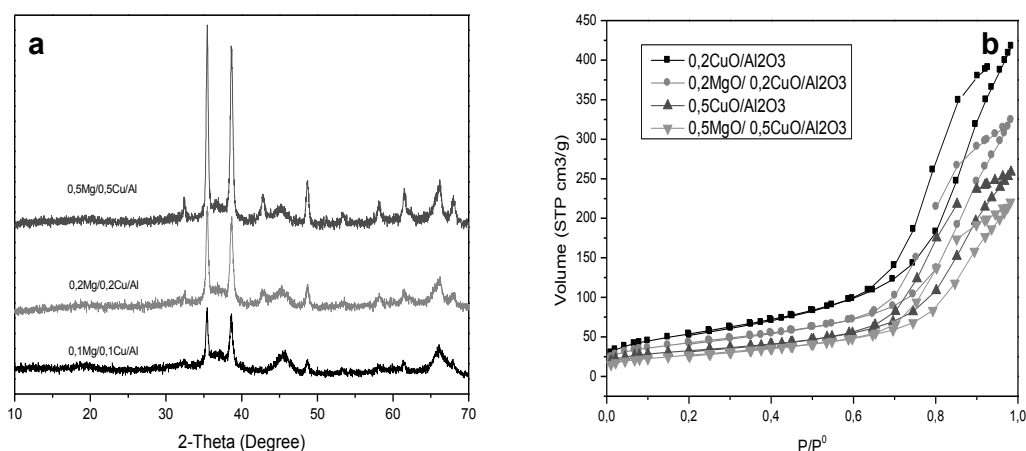 a
0,5Mg/0,5Cu/Al
0,2Mg/0,2Cu/Al
0,1Mg/0,1Cu/Al
10 20 30 40 50 60 70
2-Theta (Degree)
b
450
400
350
300
250
200
150
100
50
0
Volume (STP cm3/g)
0,2CuO/Al2O3
0,2MgO/ 0,2CuO/Al2O3
0,5CuO/Al2O3
0,5MgO/ 0,5CuO/Al2O3
0,0 0,2 0,4 0,6 0,8 1,0
P/P⁰